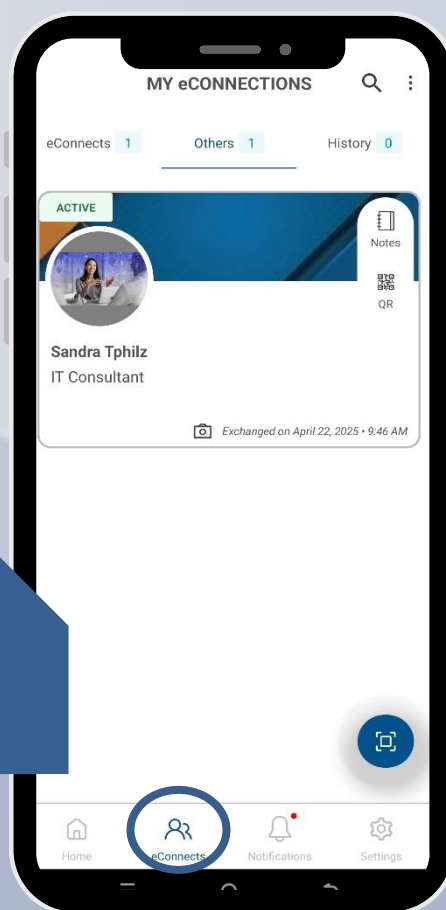 MY eCONNECTIONS
eConnects 1 Others 1 History 0
ACTIVE
Notes
QR
Sandra Tphilz
IT Consultant
Exchanged on April 22, 2025 • 9:46 AM
Home eConnects Notifications Settings